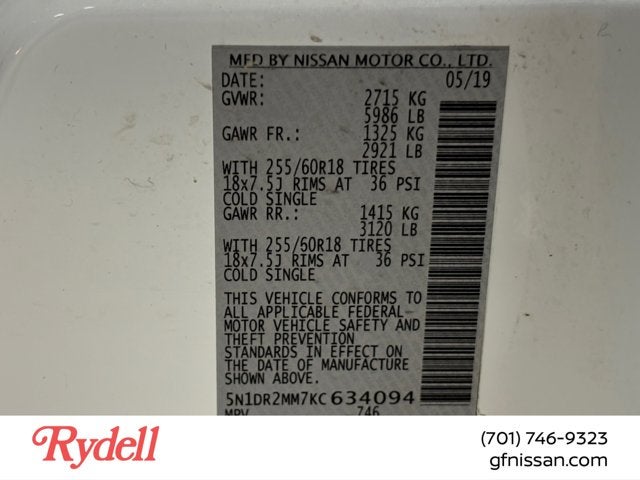 MFD BY NISSAN MOTOR CO., LTD.
DATE: 05/19
GVWR: 2715 KG
5986 LB
GAWR FR.: 1325 KG
2921 LB
WITH 255/60R18 TIRES
18x7.5J RIMS AT 36 PSI
COLD SINGLE
GAWR RR.: 1415 KG
3120 LB
WITH 255/60R18 TIRES
18x7.5J RIMS AT 36 PSI
COLD SINGLE
THIS VEHICLE CONFORMS TO
ALL APPLICABLE FEDERAL
MOTOR VEHICLE SAFETY AND
THEFT PREVENTION
STANDARDS IN EFFECT ON
THE DATE OF MANUFACTURE
SHOWN ABOVE.
5N1DR2MM7KC634094
MPV 746
Rydell
(701) 746-9323
gfnissan.com